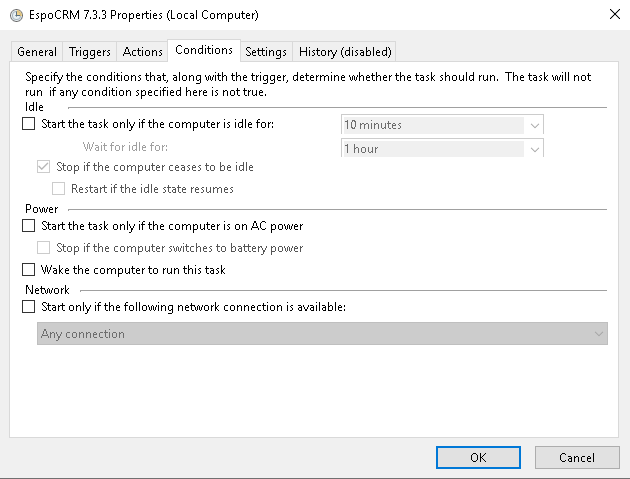 EspoCRM 7.3.3 Properties (Local Computer)
General Triggers Actions Conditions Settings History (disabled)
Specify the conditions that, along with the trigger, determine whether the task should run. The task will not
run if any condition specified here is not true.
Idle
Start the task only if the computer is idle for: 10 minutes
Wait for idle for: 1 hour
Stop if the computer ceases to be idle
Restart if the idle state resumes
Power
Start the task only if the computer is on AC power
Stop if the computer switches to battery power
Wake the computer to run this task
Network
Start only if the following network connection is available:
Any connection
OK Cancel